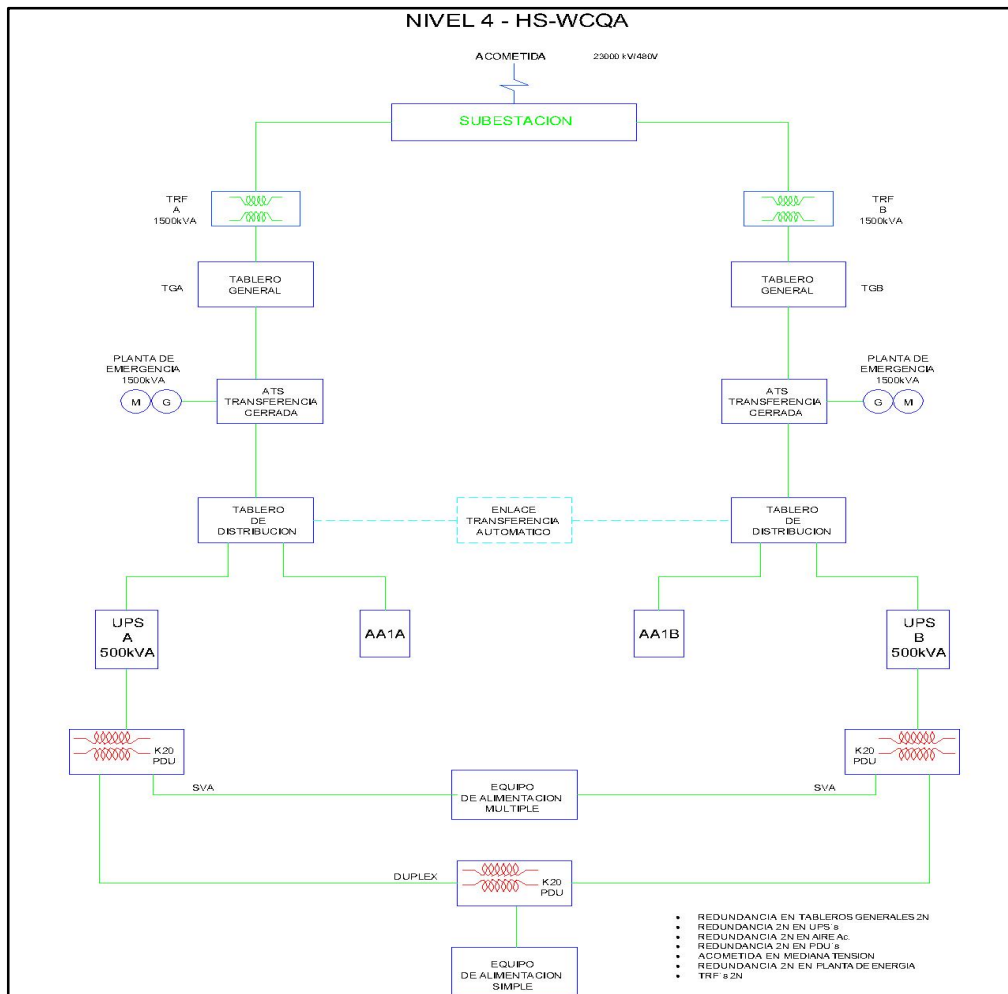 NIVEL 4 - HS-WCQA
ACOMETIDA
23000 kV/480V
SUBESTACION
TRF
A
1500kVA
TRF
B
1500kVA
TGA
TABLERO
GENERAL
TABLERO
GENERAL
TGB
PLANTA DE
EMERGENCIA
1500kVA
M
G
ATS
TRANSFERENCIA
CERRADA
ATS
TRANSFERENCIA
CERRADA
PLANTA DE
EMERGENCIA
1500kVA
G
M
TABLERO
DE
DISTRIBUCION
ENLACE
TRANSFERENCIA
AUTOMATICO
TABLERO
DE
DISTRIBUCION
UPS
A
500kVA
AA1A
AA1B
UPS
B
500kVA
K20
PDU
K20
PDU
SVA
EQUIPO
DE ALIMENTACION
MULTIPLE
SVA
DUPLEX
K20
PDU
EQUIPO
DE ALIMENTACION
SIMPLE
• REDUNDANCIA EN TABLEROS GENERALES 2N
• REDUNDANCIA 2N EN UPS´s
• REDUNDANCIA 2N EN AIRE Ac.
• REDUNDANCIA 2N EN PDU´s
• ACOMETIDA EN MEDIANA TENSION
• REDUNDANCIA 2N EN PLANTA DE ENERGIA
• TRF´s 2N